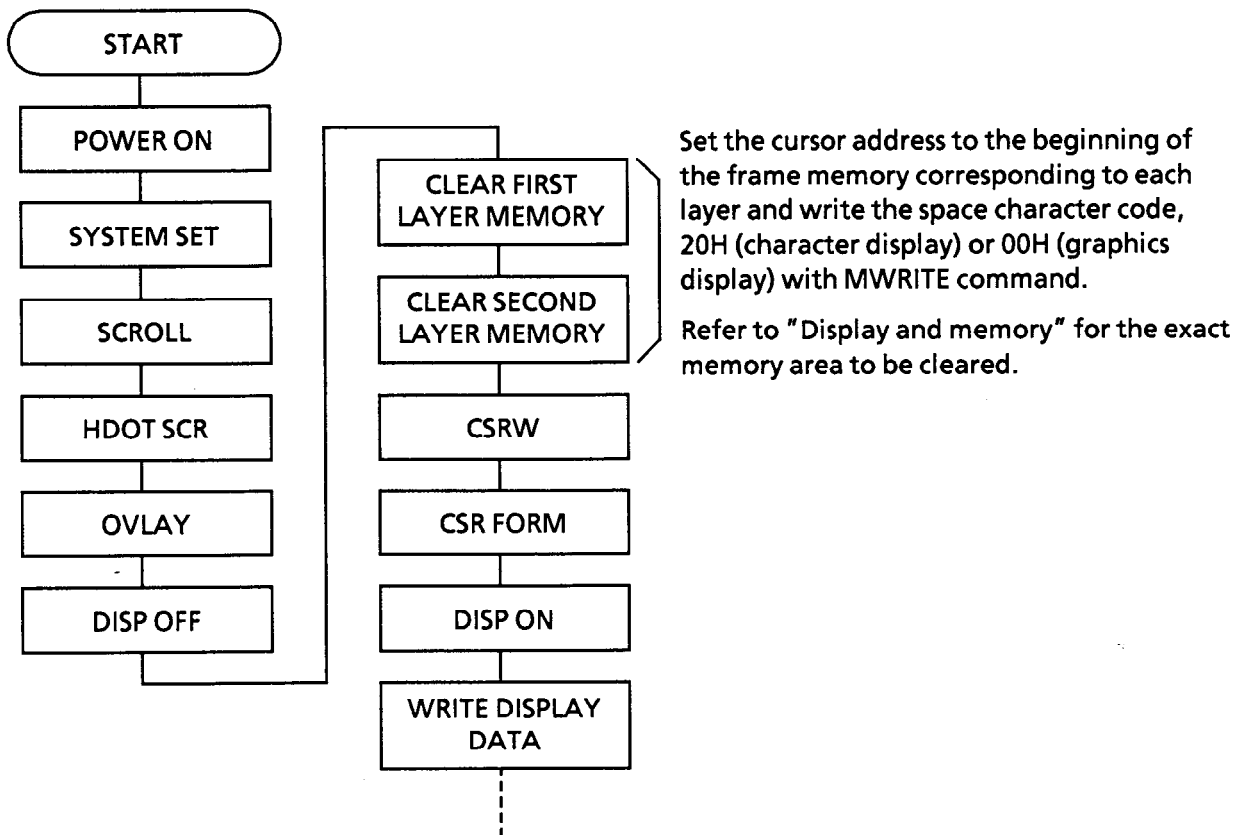 START
POWER ON
SYSTEM SET
SCROLL
HDOT SCR
OVLAY
DISP OFF
CLEAR FIRST
LAYER MEMORY
CLEAR SECOND
LAYER MEMORY
CSRW
CSR FORM
DISP ON
WRITE DISPLAY
DATA
Set the cursor address to the beginning of
the frame memory corresponding to each
layer and write the space character code,
20H (character display) or 00H (graphics
display) with MWRITE command.
Refer to "Display and memory" for the exact
memory area to be cleared.